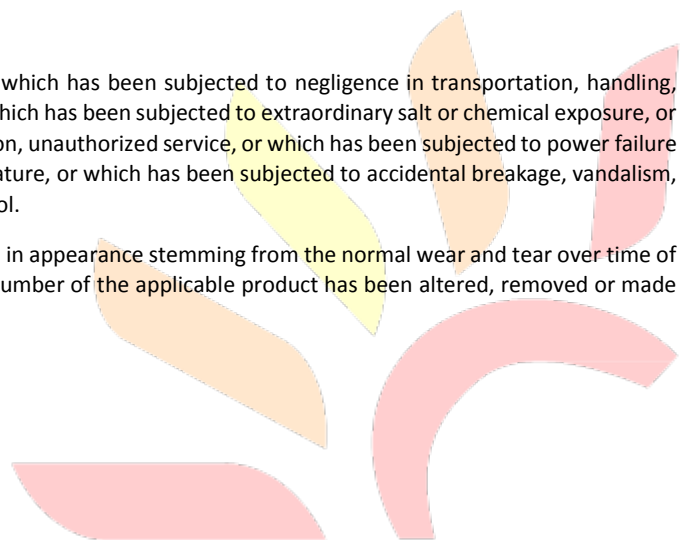 which has been subjected to negligence in transportation, handling,
hich has been subjected to extraordinary salt or chemical exposure, or
on, unauthorized service, or which has been subjected to power failure
ature, or which has been subjected to accidental breakage, vandalism,
ol.
in appearance stemming from the normal wear and tear over time of
umber of the applicable product has been altered, removed or made